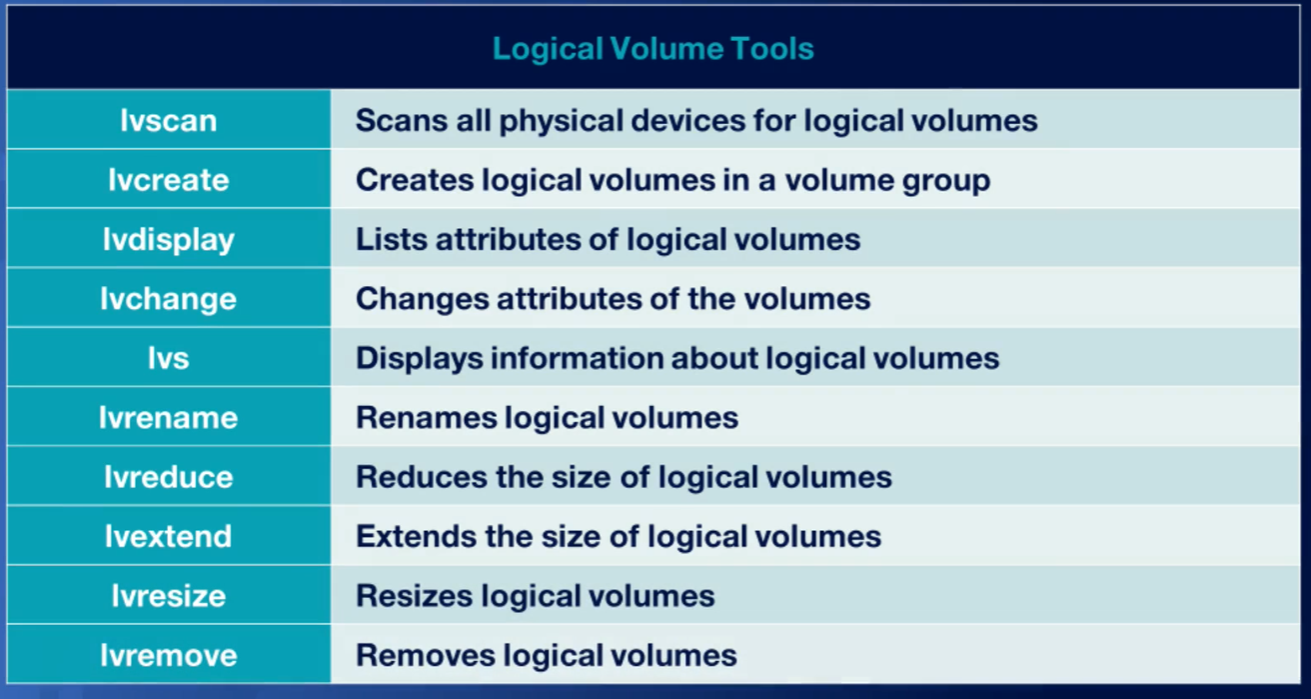 Logical Volume Tools
lvscan Scans all physical devices for logical volumes
lvcreate Creates logical volumes in a volume group
lvdisplay Lists attributes of logical volumes
lvchange Changes attributes of the volumes
lvs Displays information about logical volumes
lvrename Renames logical volumes
lvreduce Reduces the size of logical volumes
lvextend Extends the size of logical volumes
lvresize Resizes logical volumes
lvremove Removes logical volumes